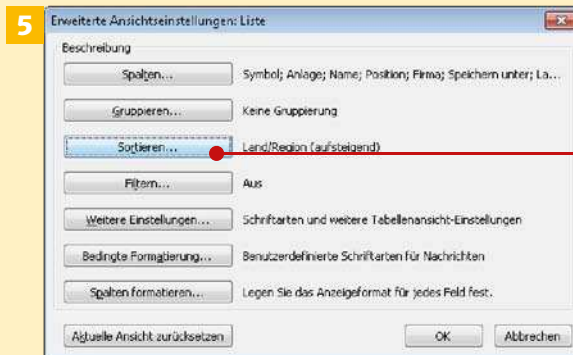 5
Erweiterte Ansichtseinstellungen: Liste
Beschreibung
Spalten... Symbol; Anlage; Name; Position; Firma; Speichern unter; La...
Gruppieren... Keine Gruppierung
Sortieren... Land/Region (aufsteigend)
Filtern... Aus
Weitere Einstellungen... Schriftarten und weitere Tabellenansicht-Einstellungen
Bedingte Formatierung... Benutzerdefinierte Schriftarten für Nachrichten
Spalten formatieren... Legen Sie das Anzeigeformat für jedes Feld fest.
Aktuelle Ansicht zurücksetzen OK Abbrechen